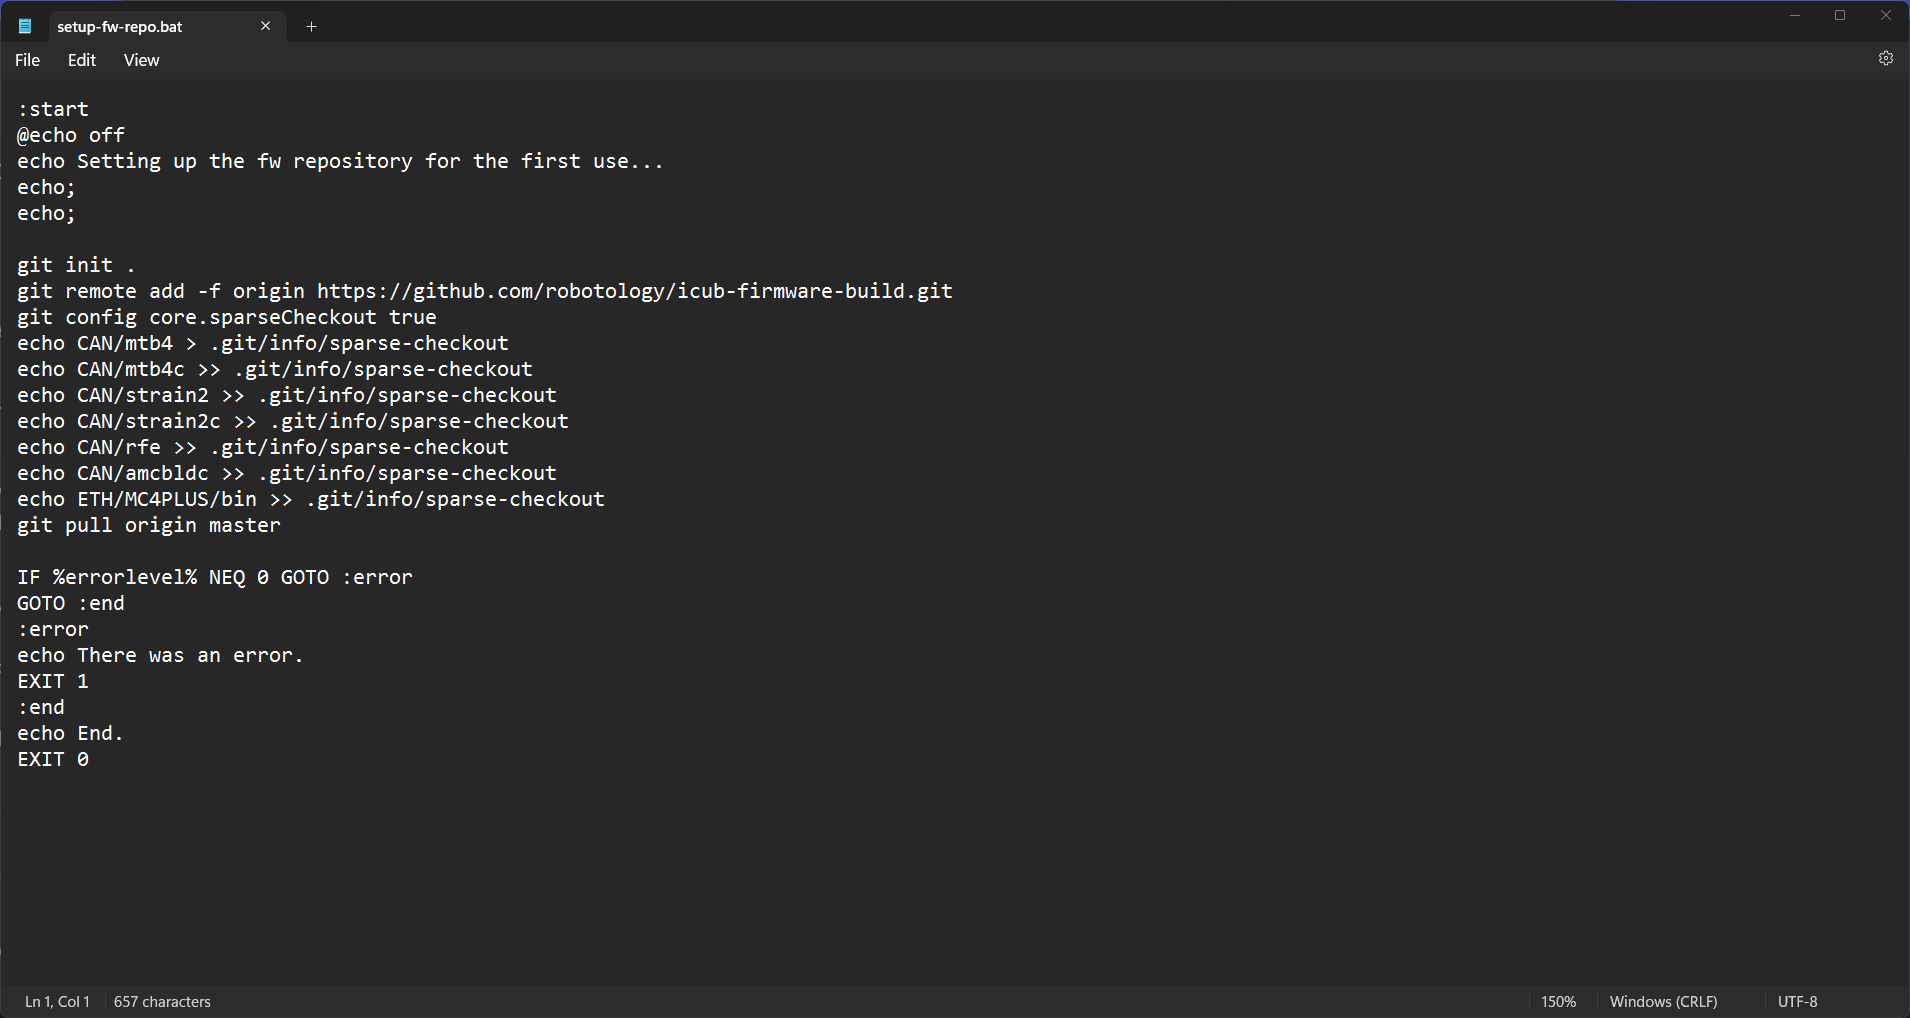 setup-fw-repo.bat
File Edit View
:start
@echo off
echo Setting up the fw repository for the first use...
echo;
echo;
git init .
git remote add -f origin https://github.com/robotology/icub-firmware-build.git
git config core.sparseCheckout true
echo CAN/mtb4 > .git/info/sparse-checkout
echo CAN/mtb4c >> .git/info/sparse-checkout
echo CAN/strain2 >> .git/info/sparse-checkout
echo CAN/strain2c >> .git/info/sparse-checkout
echo CAN/rfe >> .git/info/sparse-checkout
echo CAN/amcbldc >> .git/info/sparse-checkout
echo ETH/MC4PLUS/bin >> .git/info/sparse-checkout
git pull origin master
IF %errorlevel% NEQ 0 GOTO :error
GOTO :end
:error
echo There was an error.
EXIT 1
:end
echo End.
EXIT 0
Ln 1, Col 1 657 characters 150% Windows (CRLF) UTF-8